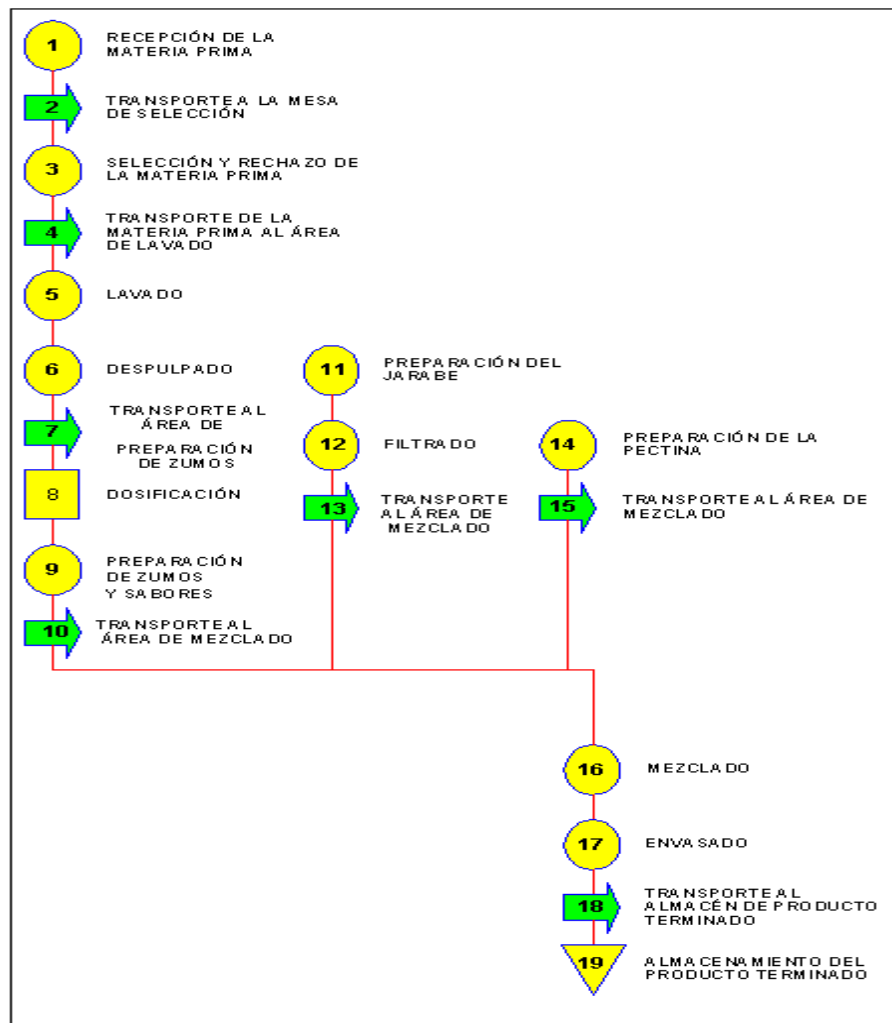 1
RECEPCIÓN DE LA
MATERIA PRIMA
2
TRANSPORTE A LA MESA
DE SELECCIÓN
3
SELECCIÓN Y RECHAZO DE
LA MATERIA PRIMA
4
TRANSPORTE DE LA
MATERIA PRIMA AL ÁREA
DE LAVADO
5
LAVADO
6
DESPULPADO
7
TRANSPORTE AL
ÁREA DE
PREPARACIÓN
DE ZUMOS
8
DOSIFICACIÓN
9
PREPARACIÓN
DE ZUMOS
Y SABORES
10
TRANSPORTE AL
ÁREA DE MEZCLADO
11
PREPARACIÓN DEL
JARABE
12
FILTRADO
13
TRANSPORTE
AL ÁREA DE
MEZCLADO
14
PREPARACIÓN DE LA
PECTINA
15
TRANSPORTE AL ÁREA DE
MEZCLADO
16
MEZCLADO
17
ENVASADO
18
TRANSPORTE AL
ALMACÉN DE PRODUCTO
TERMINADO
19
ALMACENAMIENTO DEL
PRODUCTO TERMINADO